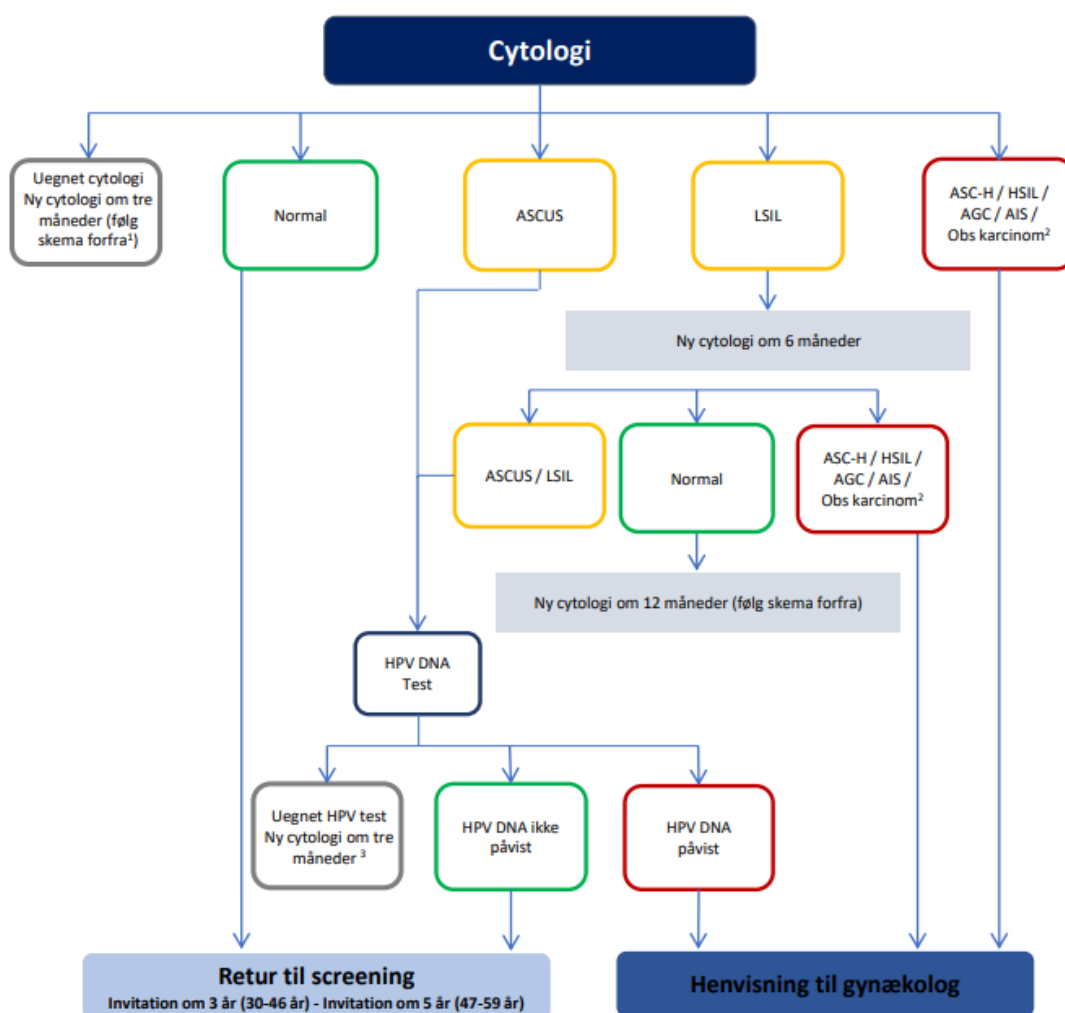 Cytologi
Uegnet cytologi
Ny cytologi om tre
måneder (følg
skema forfra¹)
Normal
ASCUS
LSIL
ASC-H / HSIL /
AGC / AIS /
Obs karcinom²
Ny cytologi om 6 måneder
ASCUS / LSIL
Normal
ASC-H / HSIL /
AGC / AIS /
Obs karcinom²
Ny cytologi om 12 måneder (følg skema forfra)
HPV DNA
Test
Uegnet HPV test
Ny cytologi om tre
måneder ³
HPV DNA ikke
påvist
HPV DNA
påvist
Retur til screening
Invitation om 3 år (30-46 år) - Invitation om 5 år (47-59 år)
Henvisning til gynækolog